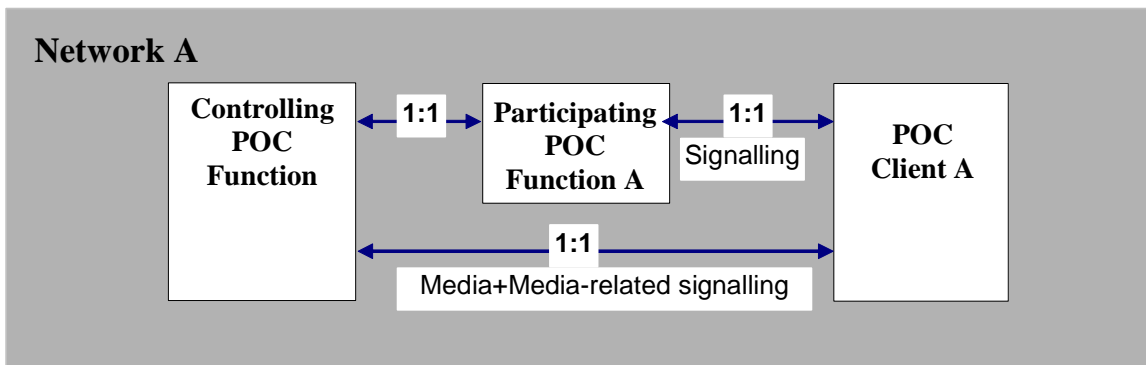 Network A
Controlling
POC
Function
1:1
Participating
POC
Function A
1:1
Signalling
POC
Client A
1:1
Media+Media-related signalling